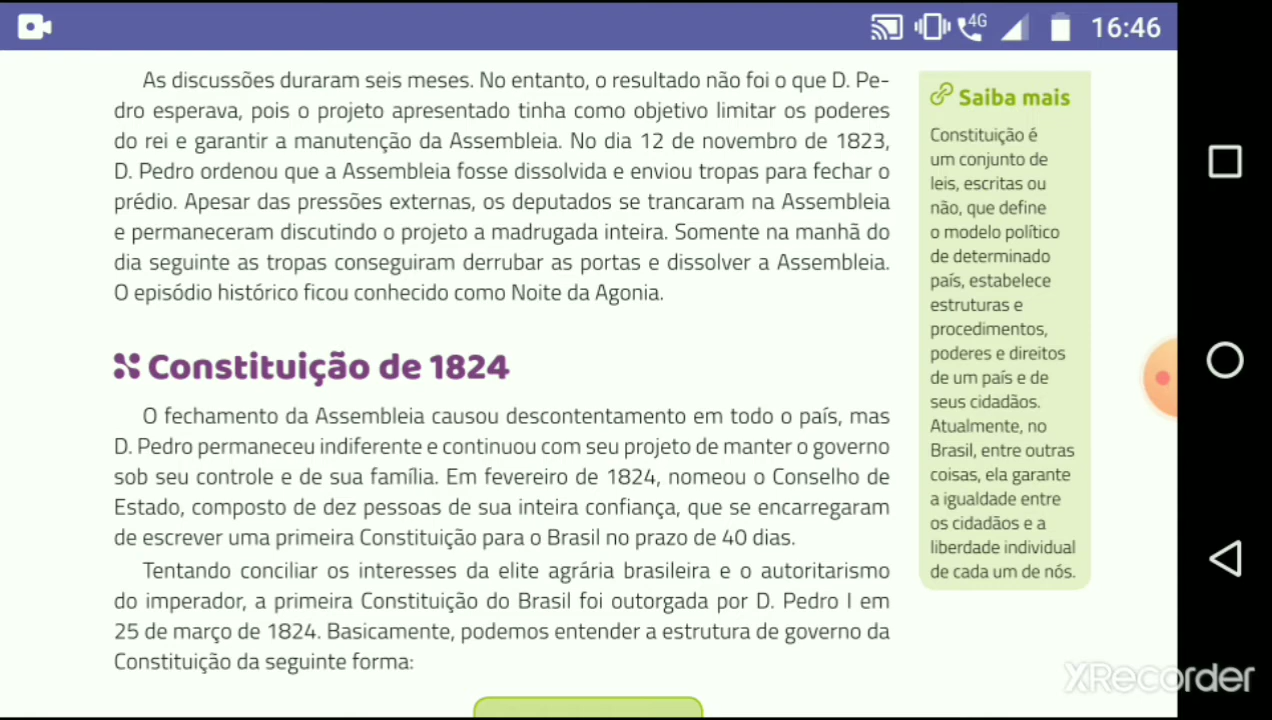 4G
16:46
As discussões duraram seis meses. No entanto, o resultado não foi o que D. Pe-
dro esperava, pois o projeto apresentado tinha como objetivo limitar os poderes
do rei e garantir a manutenção da Assembleia. No dia 12 de novembro de 1823,
D. Pedro ordenou que a Assembleia fosse dissolvida e enviou tropas para fechar o
prédio. Apesar das pressões externas, os deputados se trancaram na Assembleia
e permaneceram discutindo o projeto a madrugada inteira. Somente na manhã do
dia seguinte as tropas conseguiram derrubar as portas e dissolver a Assembleia.
O episódio histórico ficou conhecido como Noite da Agonia.
Constituição de 1824
O fechamento da Assembleia causou descontentamento em todo o país, mas
D. Pedro permaneceu indiferente e continuou com seu projeto de manter o governo
sob seu controle e de sua família. Em fevereiro de 1824, nomeou o Conselho de
Estado, composto de dez pessoas de sua inteira confiança, que se encarregaram
de escrever uma primeira Constituição para o Brasil no prazo de 40 dias.
Tentando conciliar os interesses da elite agrária brasileira e o autoritarismo
do imperador, a primeira Constituição do Brasil foi outorgada por D. Pedro I em
25 de março de 1824. Basicamente, podemos entender a estrutura de governo da
Constituição da seguinte forma:
Saiba mais
Constituição é
um conjunto de
leis, escritas ou
não, que define
o modelo político
de determinado
país, estabelece
estruturas e
procedimentos,
poderes e direitos
de um país e de
seus cidadãos.
Atualmente, no
Brasil, entre outras
coisas, ela garante
a igualdade entre
os cidadãos e a
liberdade individual
de cada um de nós.
XRecorder